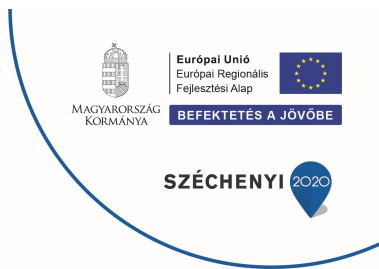 Európai Unió
Európai Regionális
Fejlesztési Alap
MAGYARORSZÁG
KORMÁNYA
BEFEKTETÉS A JÖVŐBE
SZÉCHENYI 2020